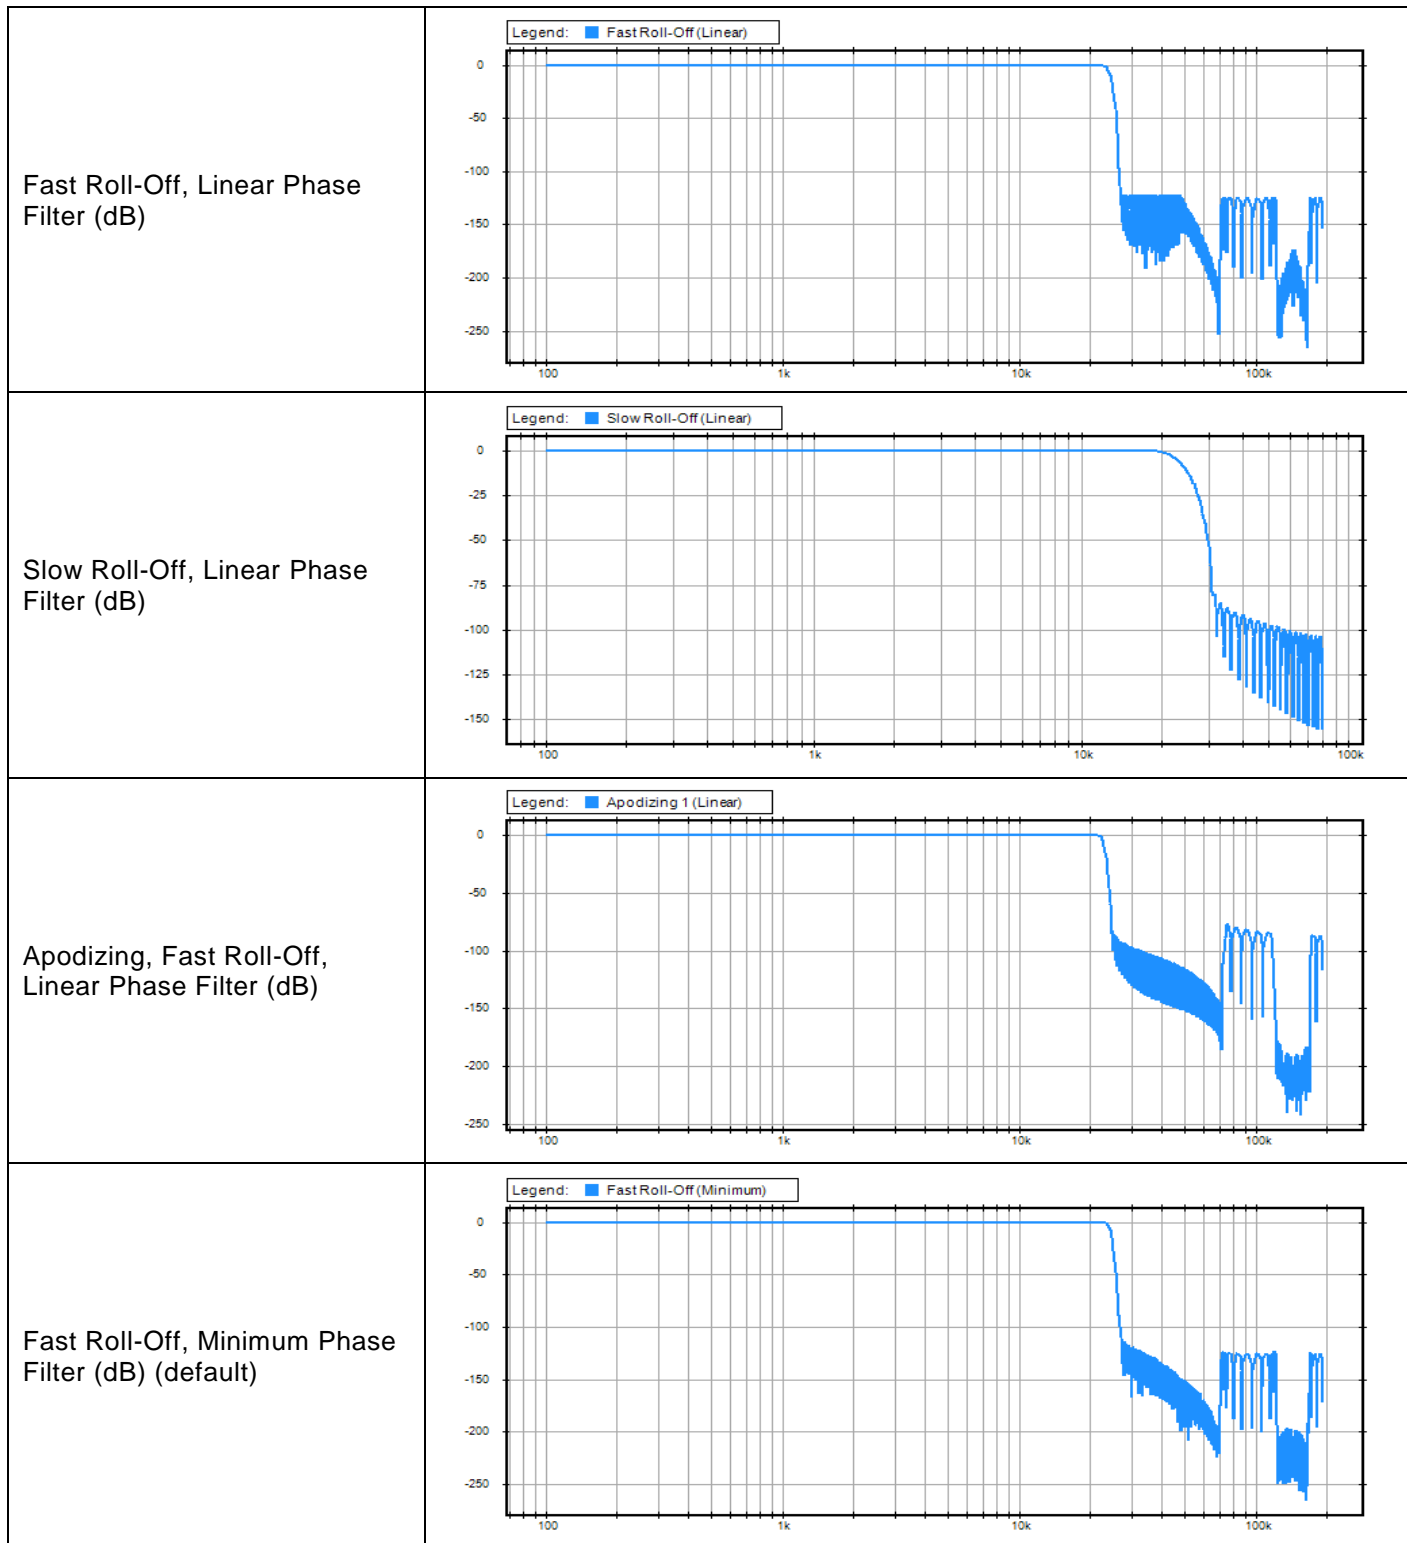 Fast Roll-Off, Linear Phase
Filter (dB)
Legend: Fast Roll-Off (Linear)
0
-50
-100
-150
-200
-250
100 1k 10k 100k
Slow Roll-Off, Linear Phase
Filter (dB)
Legend: Slow Roll-Off (Linear)
0
-25
-50
-75
-100
-125
-150
100 1k 10k 100k
Apodizing, Fast Roll-Off,
Linear Phase Filter (dB)
Legend: Apodizing 1 (Linear)
0
-50
-100
-150
-200
-250
100 1k 10k 100k
Fast Roll-Off, Minimum Phase
Filter (dB) (default)
Legend: Fast Roll-Off (Minimum)
0
-50
-100
-150
-200
-250
100 1k 10k 100k